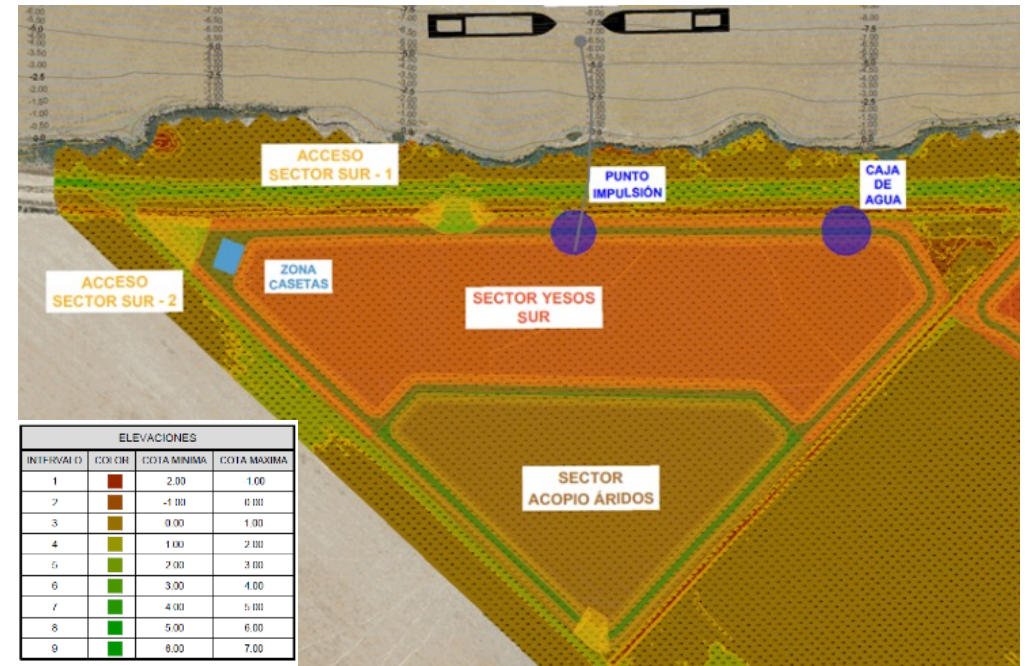 ACCESO
SECTOR SUR - 1
PUNTO
IMPULSIÓN
CAJA
DE
AGUA
ACCESO
SECTOR SUR - 2
ZONA
CASETAS
SECTOR YESOS
SUR
SECTOR
ACOPIO ÁRIDOS
ELEVACIONES
INTERVALO COLOR COTA MINIMA COTA MAXIMA
1 2.00 1.00
2 -1.00 0.00
3 0.00 1.00
4 1.00 2.00
5 2.00 3.00
6 3.00 4.00
7 4.00 5.00
8 5.00 6.00
9 6.00 7.00